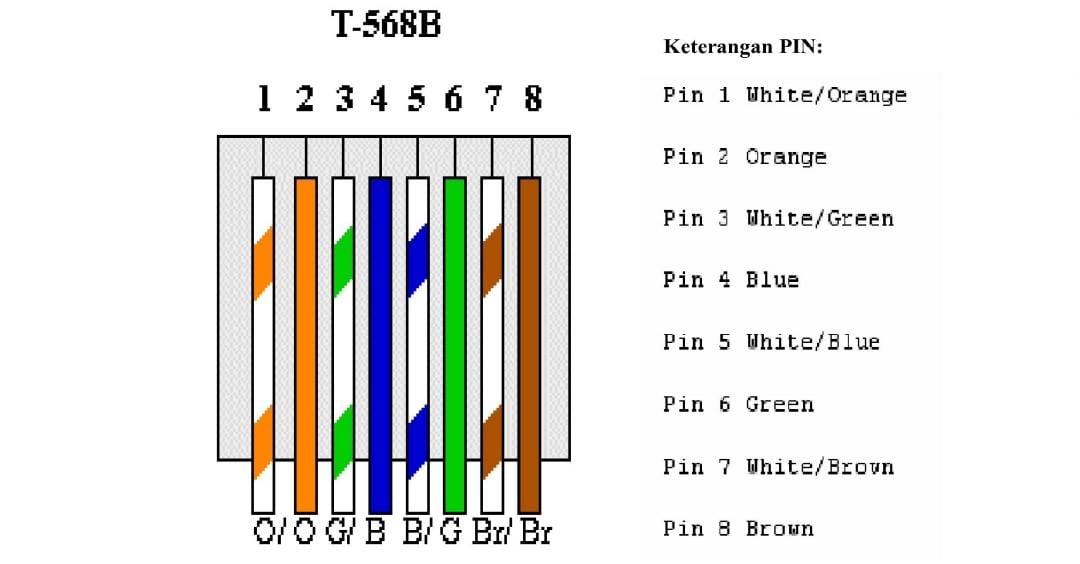 T-568B
1 2 3 4 5 6 7 8
O/ O G/ B B/ G Br/ Br
Keterangan PIN:
Pin 1 White/Orange
Pin 2 Orange
Pin 3 White/Green
Pin 4 Blue
Pin 5 White/Blue
Pin 6 Green
Pin 7 White/Brown
Pin 8 Brown